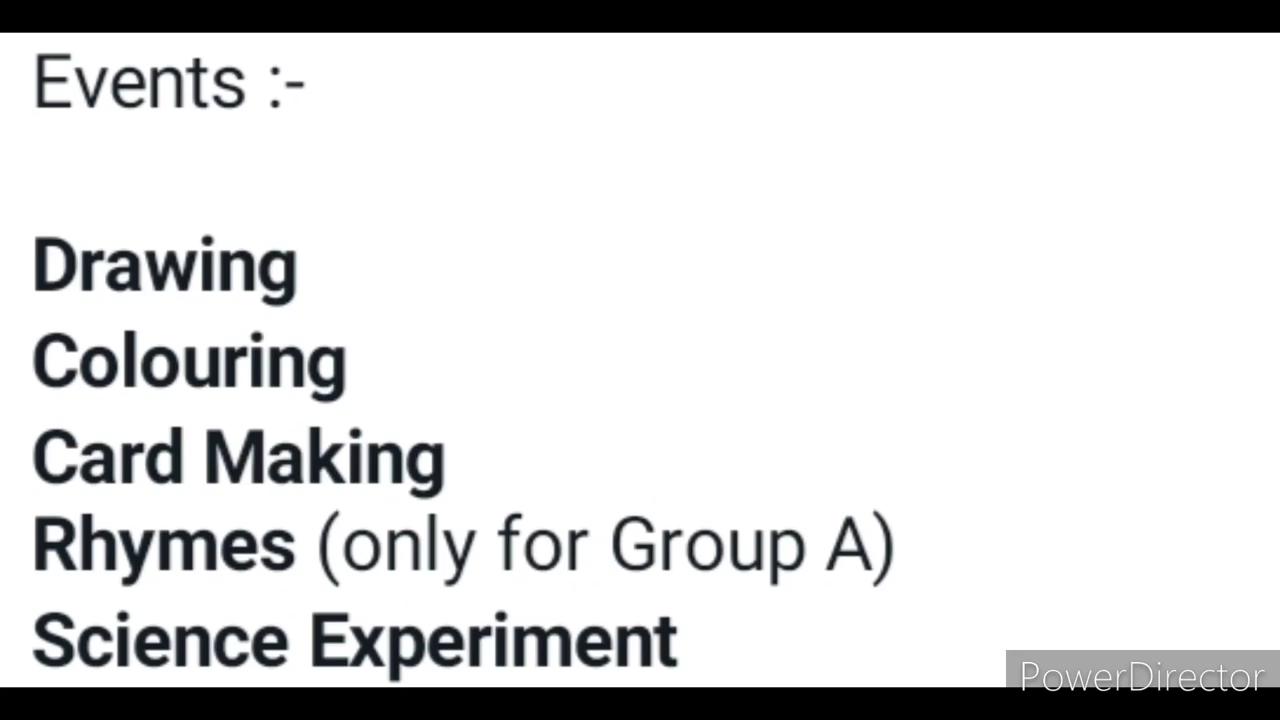 Events :-
Drawing
Colouring
Card Making
Rhymes (only for Group A)
Science Experiment
PowerDirector